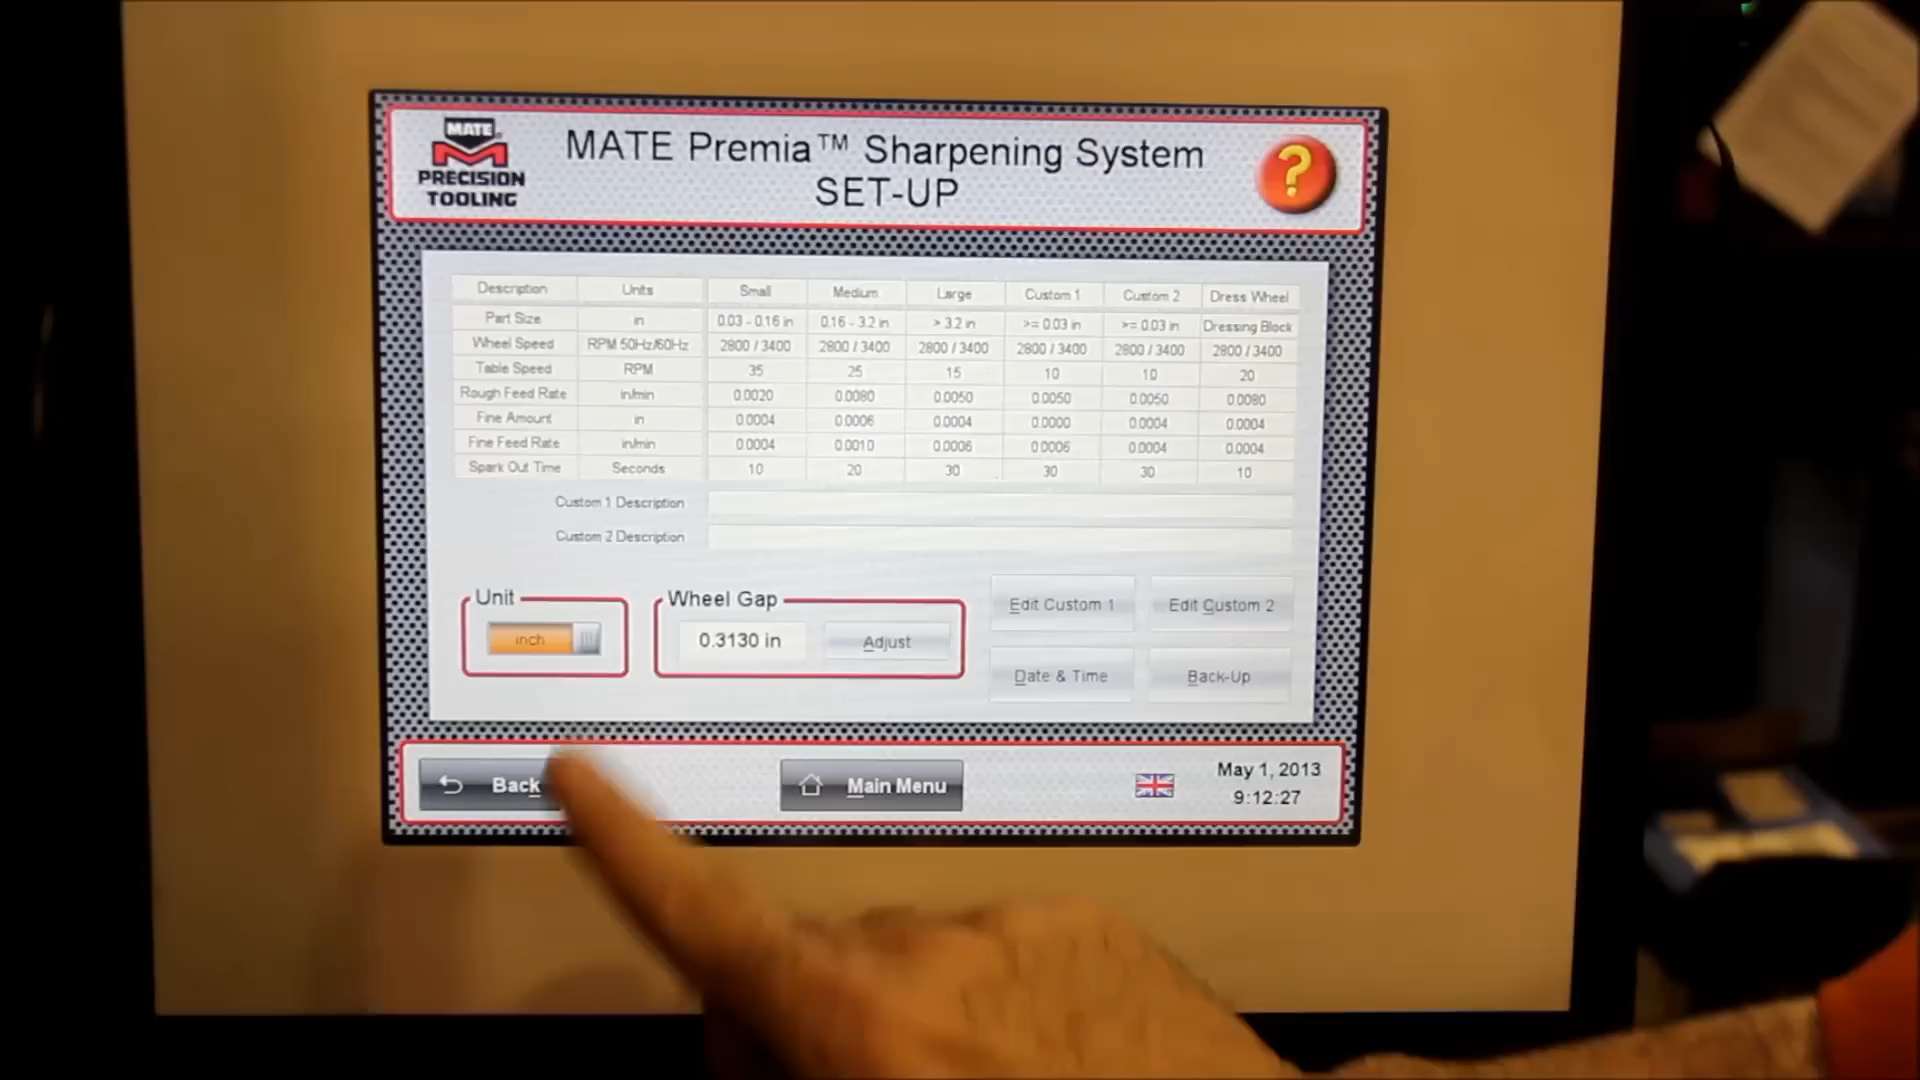 MATE
PRECISION
TOOLING
MATE Premia™ Sharpening System
SET-UP
?
Description Units Small Medium Large Custom 1 Custom 2 Dress Wheel
Part Size in 0.03 - 0.16 in 0.16 - 3.2 in > 3.2 in >= 0.03 in >= 0.03 in Dressing Block
Wheel Speed RPM 50Hz/60Hz 2800 / 3400 2800 / 3400 2800 / 3400 2800 / 3400 2800 / 3400 2800 / 3400
Table Speed RPM 35 25 15 10 10 20
Rough Feed Rate in/min 0.0020 0.0080 0.0050 0.0050 0.0050 0.0080
Fine Amount in 0.0004 0.0006 0.0004 0.0000 0.0004 0.0004
Fine Feed Rate in/min 0.0004 0.0010 0.0006 0.0006 0.0004 0.0004
Spark Out Time Seconds 10 20 30 30 30 10
Custom 1 Description
Custom 2 Description
Unit
inch
Wheel Gap
0.3130 in Adjust
Edit Custom 1 Edit Custom 2
Date & Time Back-Up
Back Main Menu
May 1, 2013
9:12:27